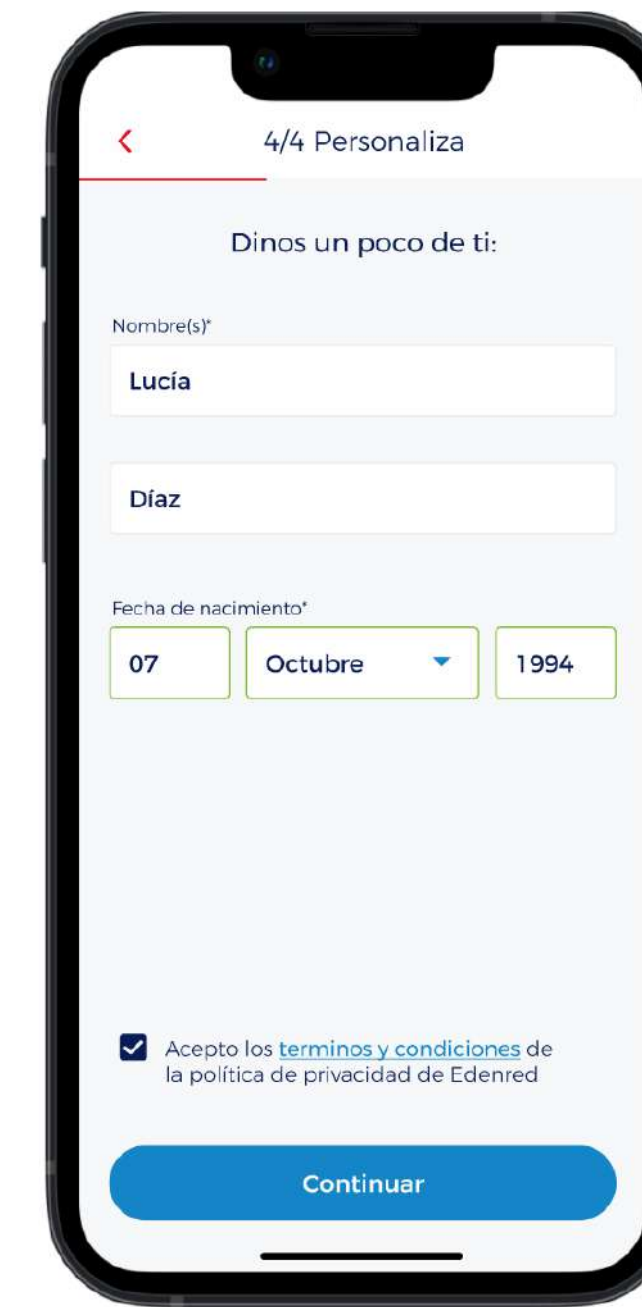 4/4 Personaliza
Dinos un poco de ti:
Nombre(s)*
Lucía
Díaz
Fecha de nacimiento*
07 Octubre 1994
Acepto los terminos y condiciones de
la política de privacidad de Edenred
Continuar